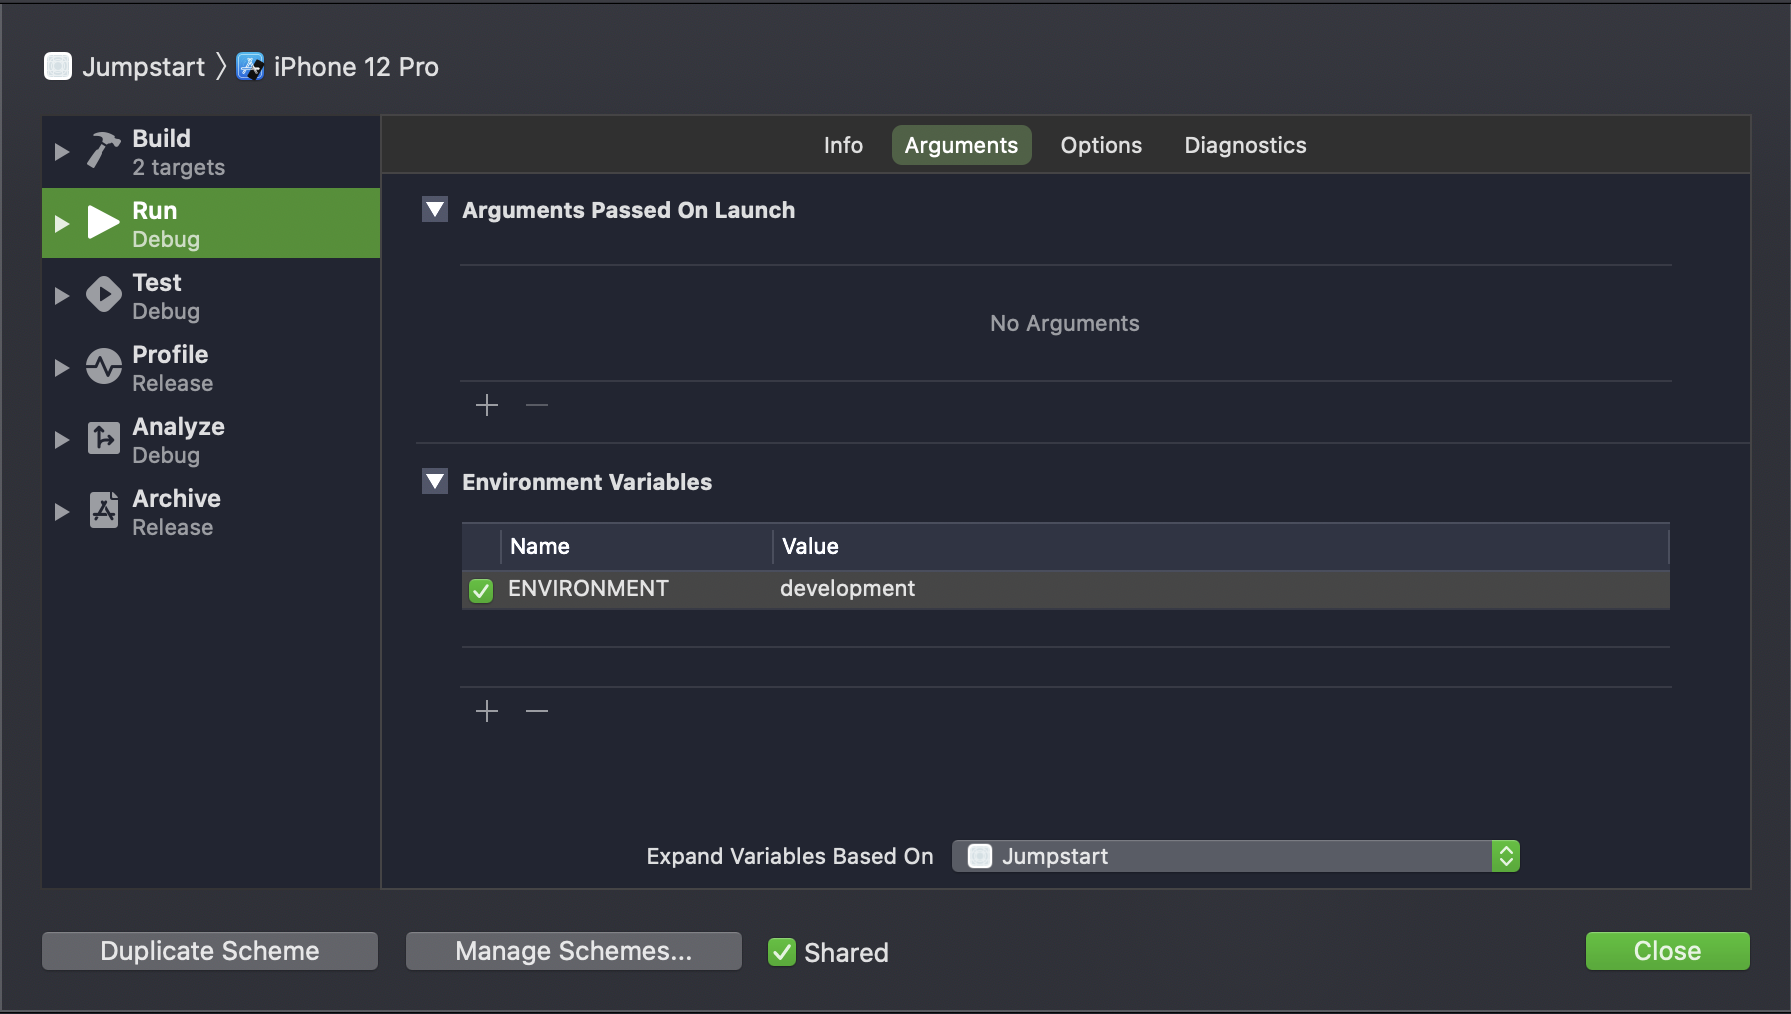 Jumpstart 〉 iPhone 12 Pro
Build
2 targets
Run
Debug
Test
Debug
Profile
Release
Analyze
Debug
Archive
Release
Info Arguments Options Diagnostics
Arguments Passed On Launch
No Arguments
Environment Variables
Name Value
ENVIRONMENT development
Expand Variables Based On Jumpstart
Duplicate Scheme Manage Schemes... Shared Close